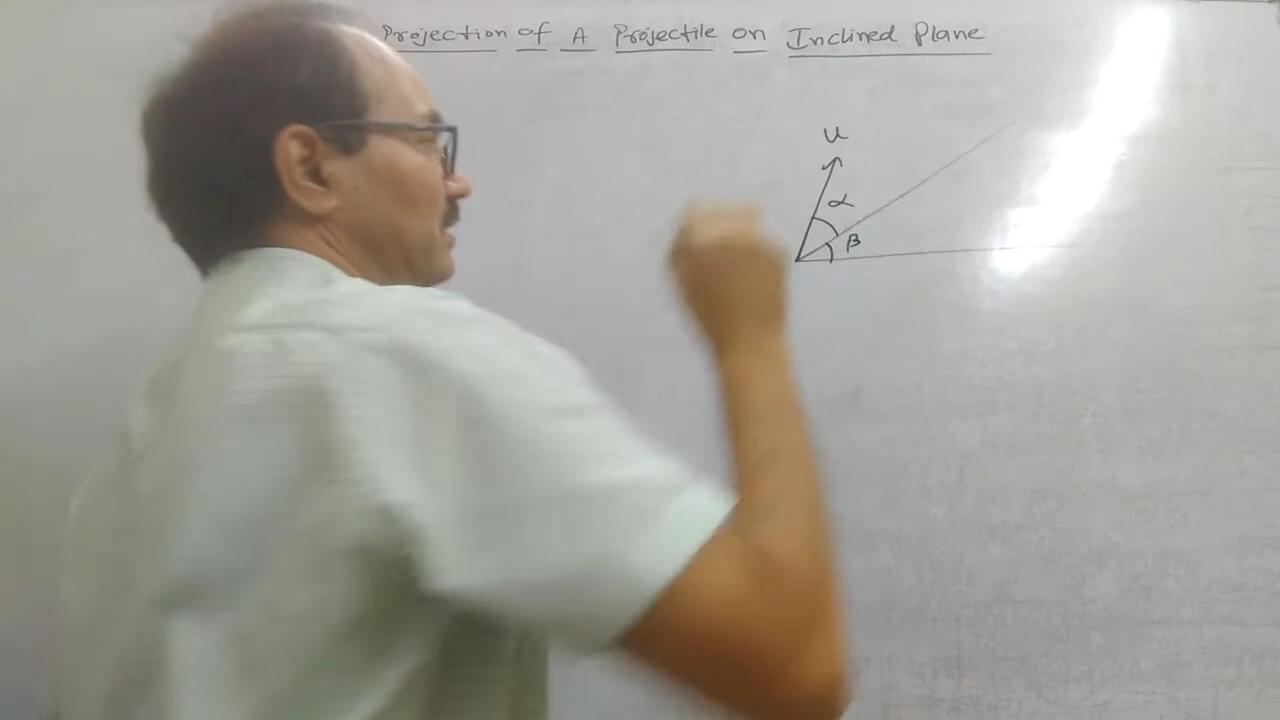 Projection of A Projectile on Inclined Plane
u
α
β